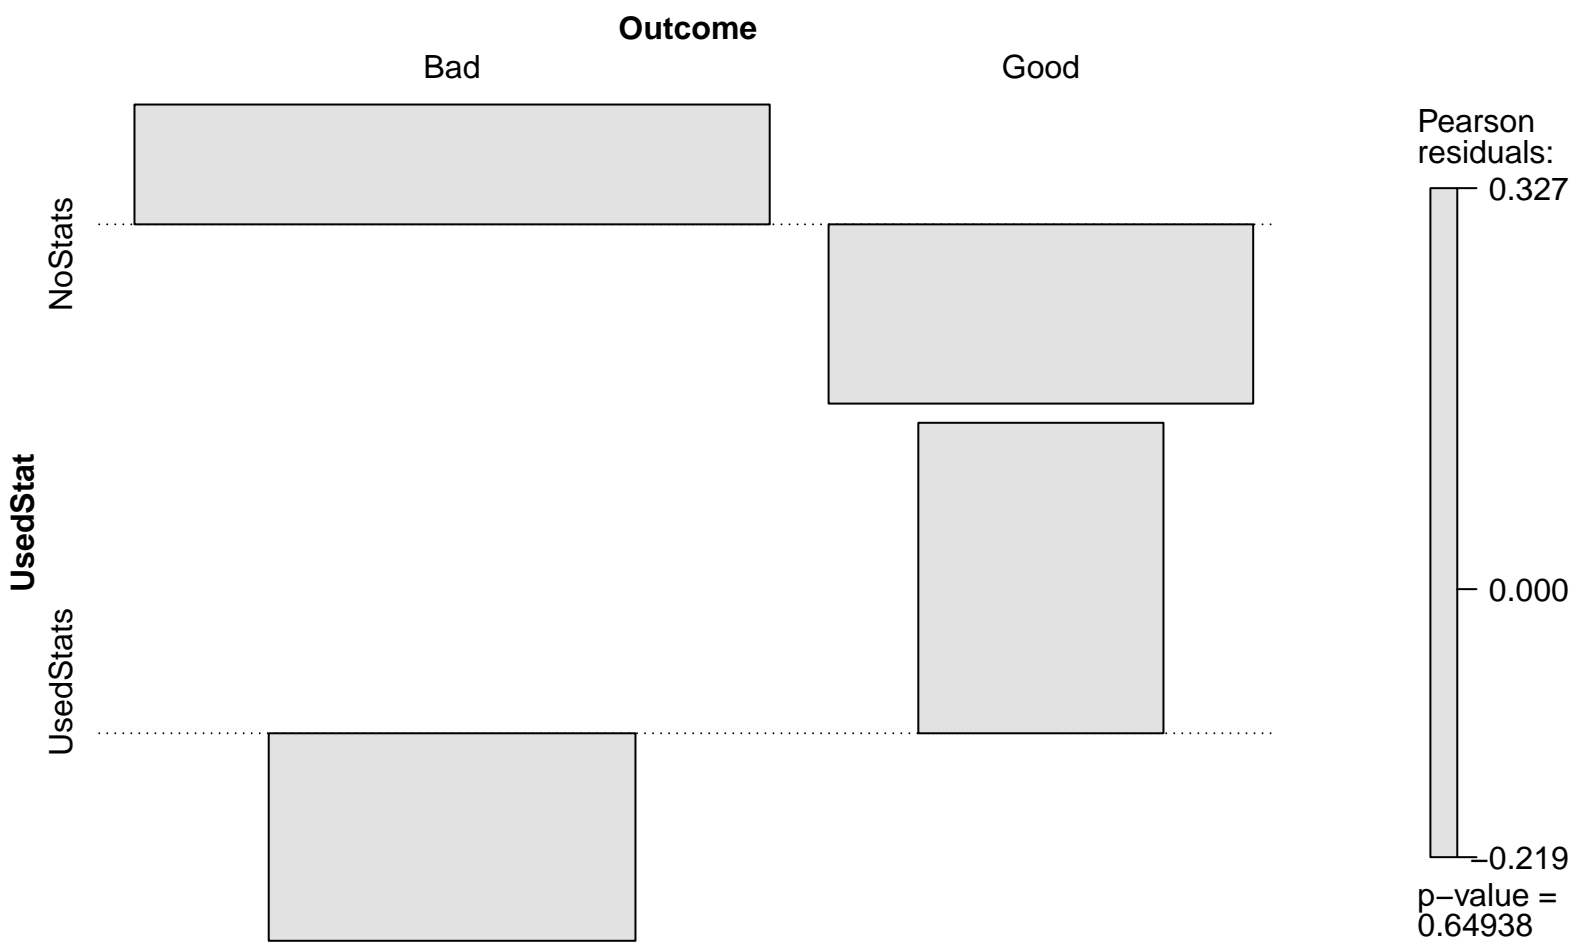 Outcome
Bad Good
NoStats
UsedStat
UsedStats
Pearson
residuals:
0.327
0.000
−0.219
p−value =
0.64938